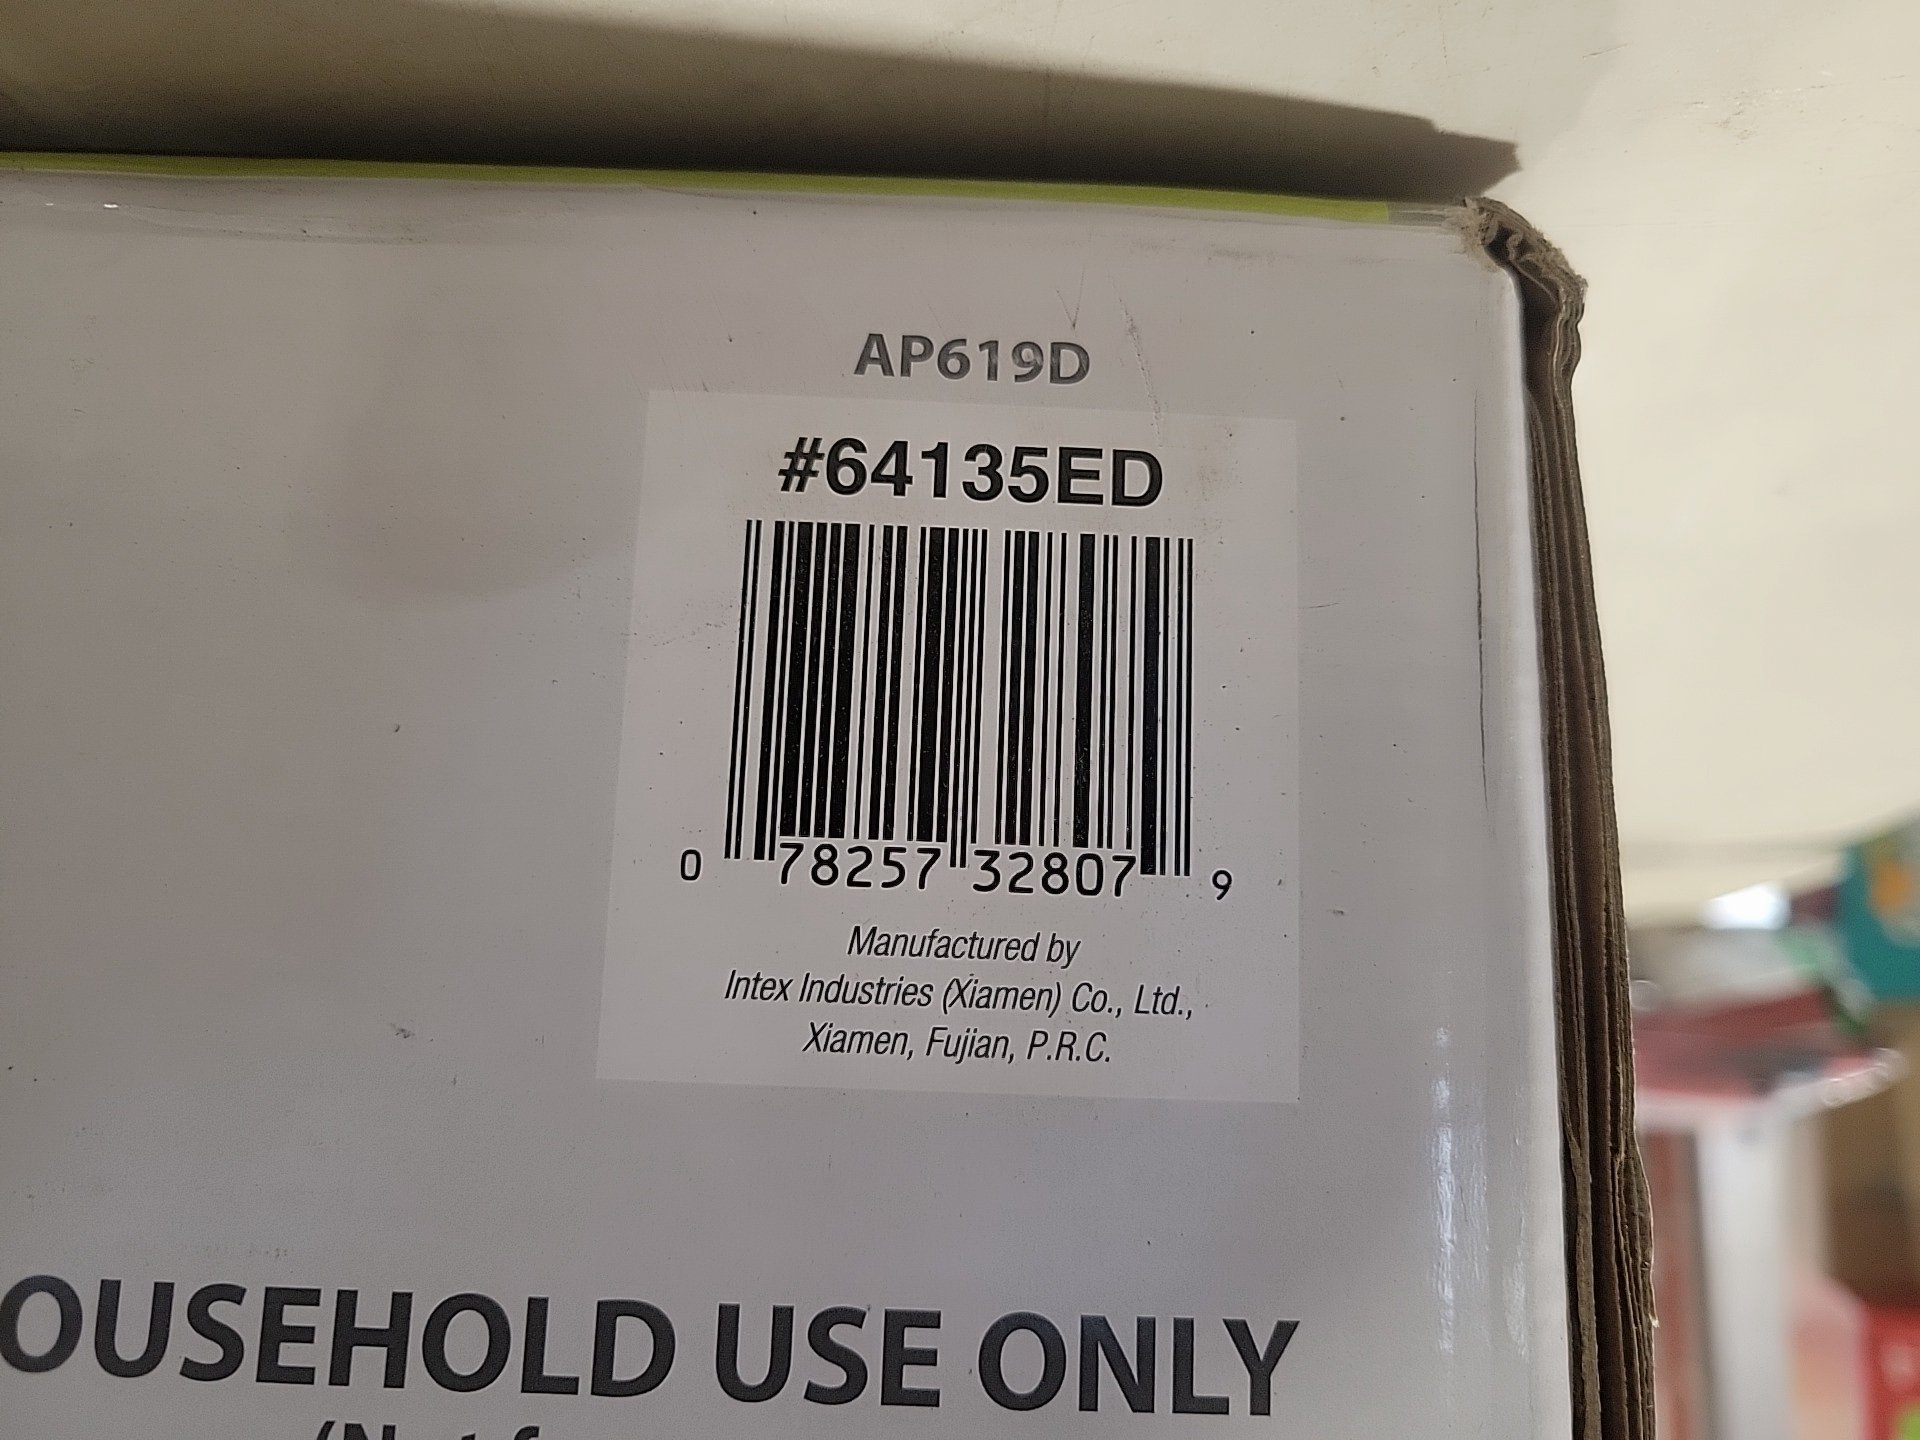 AP619D
#64135ED
0 78257 32807 9
Manufactured by
Intex Industries (Xiamen) Co., Ltd.,
Xiamen, Fujian, P.R.C.
OUSEHOLD USE ONLY